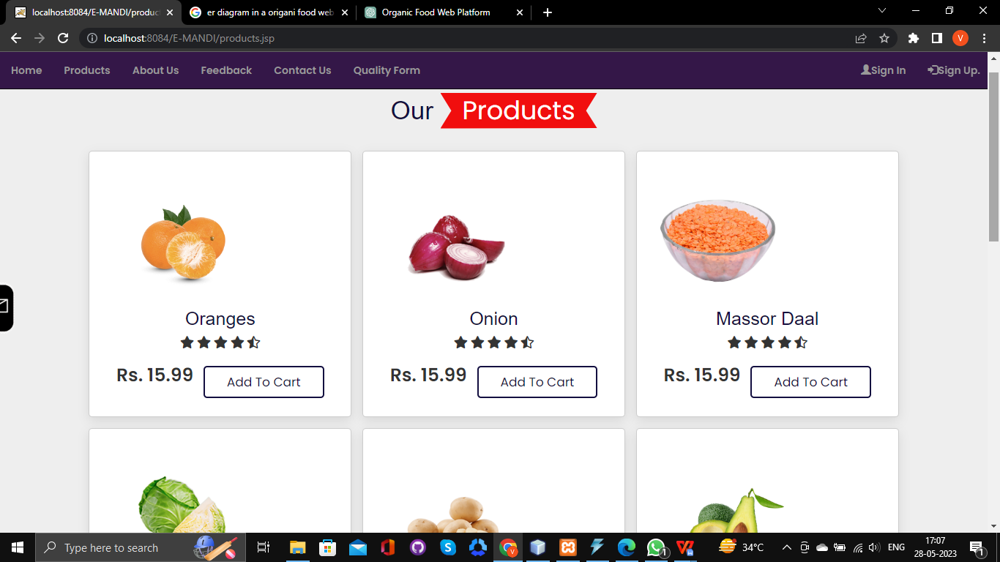 localhost:8084/E-MANDI/product
er diagram in a origani food web
Organic Food Web Platform
localhost:8084/E-MANDI/products.jsp
V
Home Products About Us Feedback Contact Us Quality Form Sign In Sign Up.
Our Products
Oranges Onion Massor Daal
Rs. 15.99 Add To Cart Rs. 15.99 Add To Cart Rs. 15.99 Add To Cart
Type here to search
34°C
ENG
17:07
28-05-2023
1
1